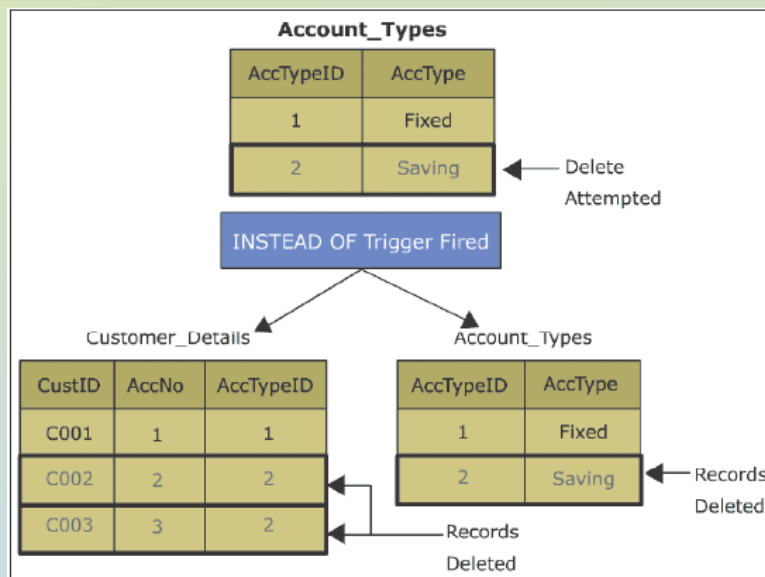 Account_Types
AccTypeID AccType
1 Fixed
2 Saving
Delete
Attempted
INSTEAD OF Trigger Fired
Customer_Details
CustID AccNo AccTypeID
C001 1 1
C002 2 2
C003 3 2
Records
Deleted
Account_Types
AccTypeID AccType
1 Fixed
2 Saving
Records
Deleted